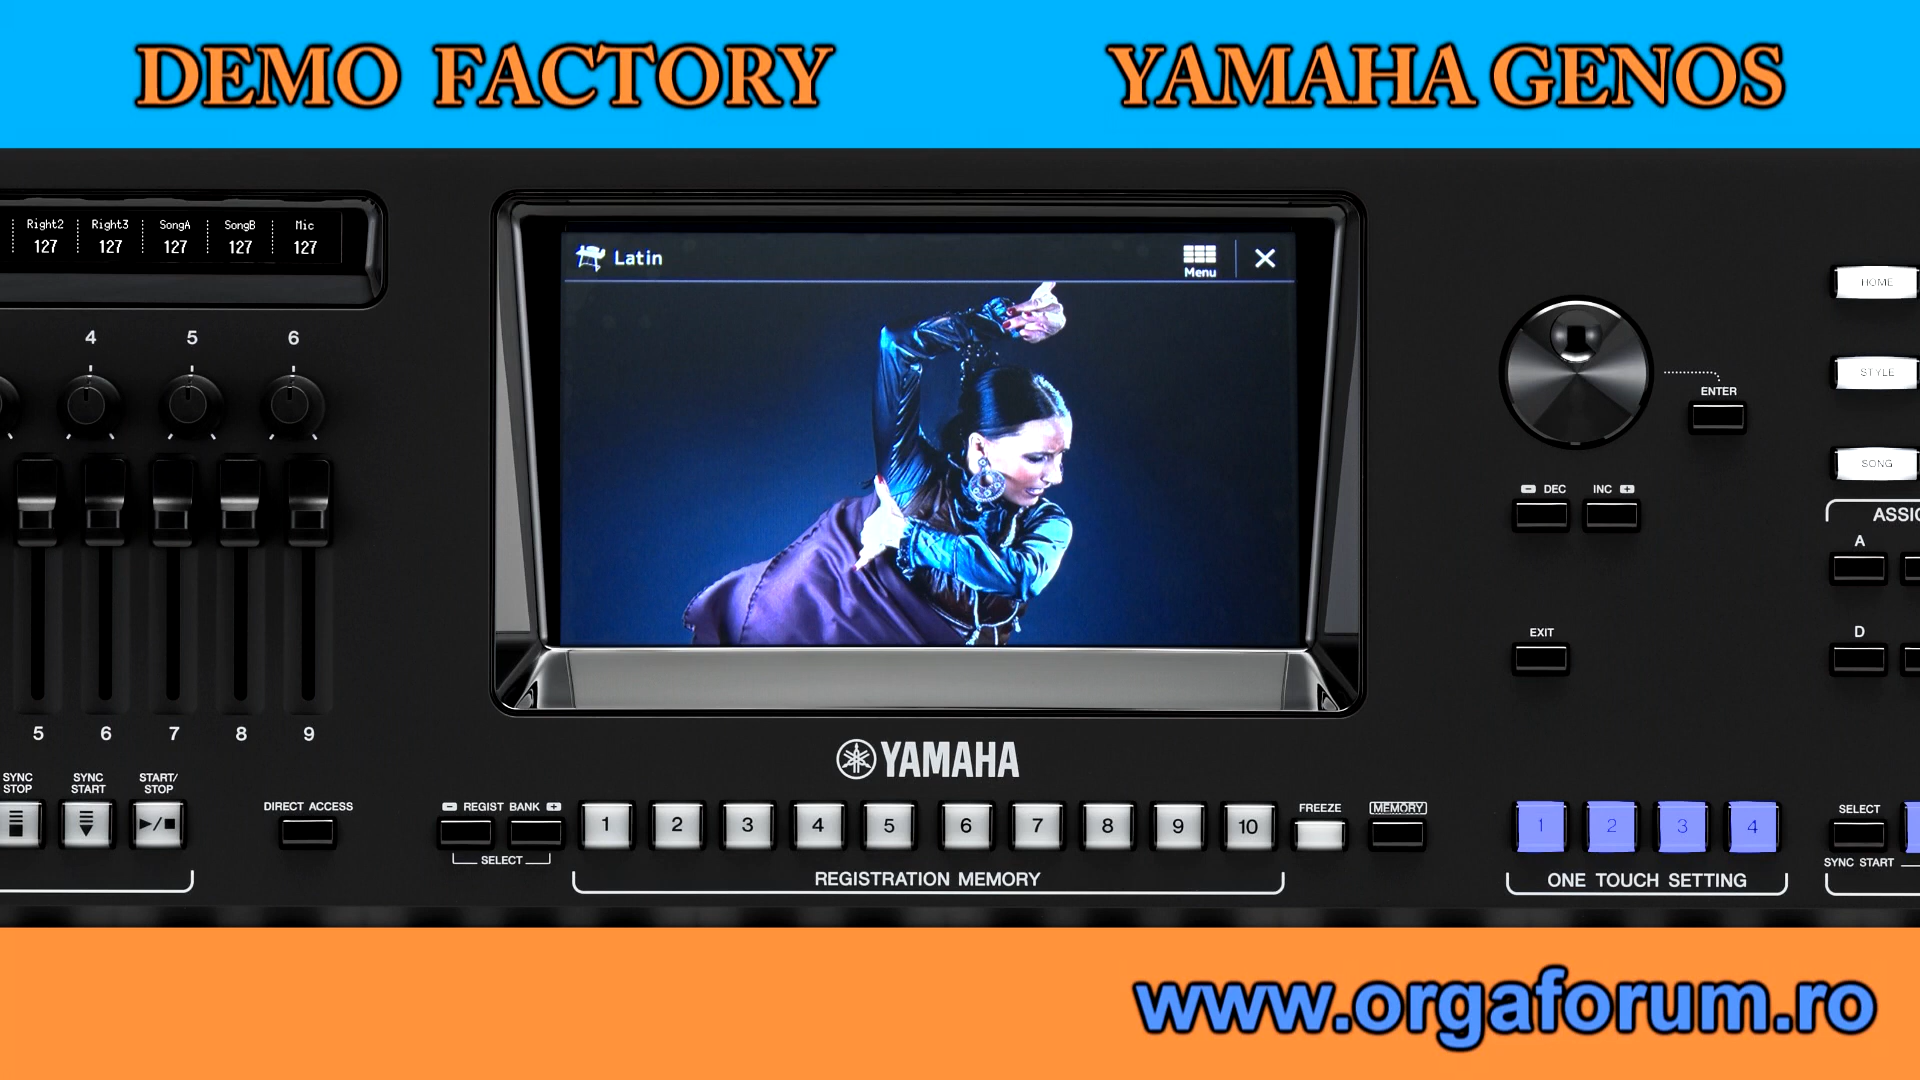 DEMO FACTORY YAMAHA GENOS
Right2 Right3 SongA SongB Mic
127 127 127 127 127
Latin
Menu
4 5 6
HOME
STYLE
ENTER
SONG
DEC INC
ASSIG
A
EXIT
D
5 6 7 8 9
YAMAHA
SYNC STOP
SYNC START
START/STOP
DIRECT ACCESS
REGIST BANK
SELECT
1 2 3 4 5 6 7 8 9 10
FREEZE
MEMORY
REGISTRATION MEMORY
1 2 3 4
ONE TOUCH SETTING
SELECT
SYNC START
www.orgaforum.ro